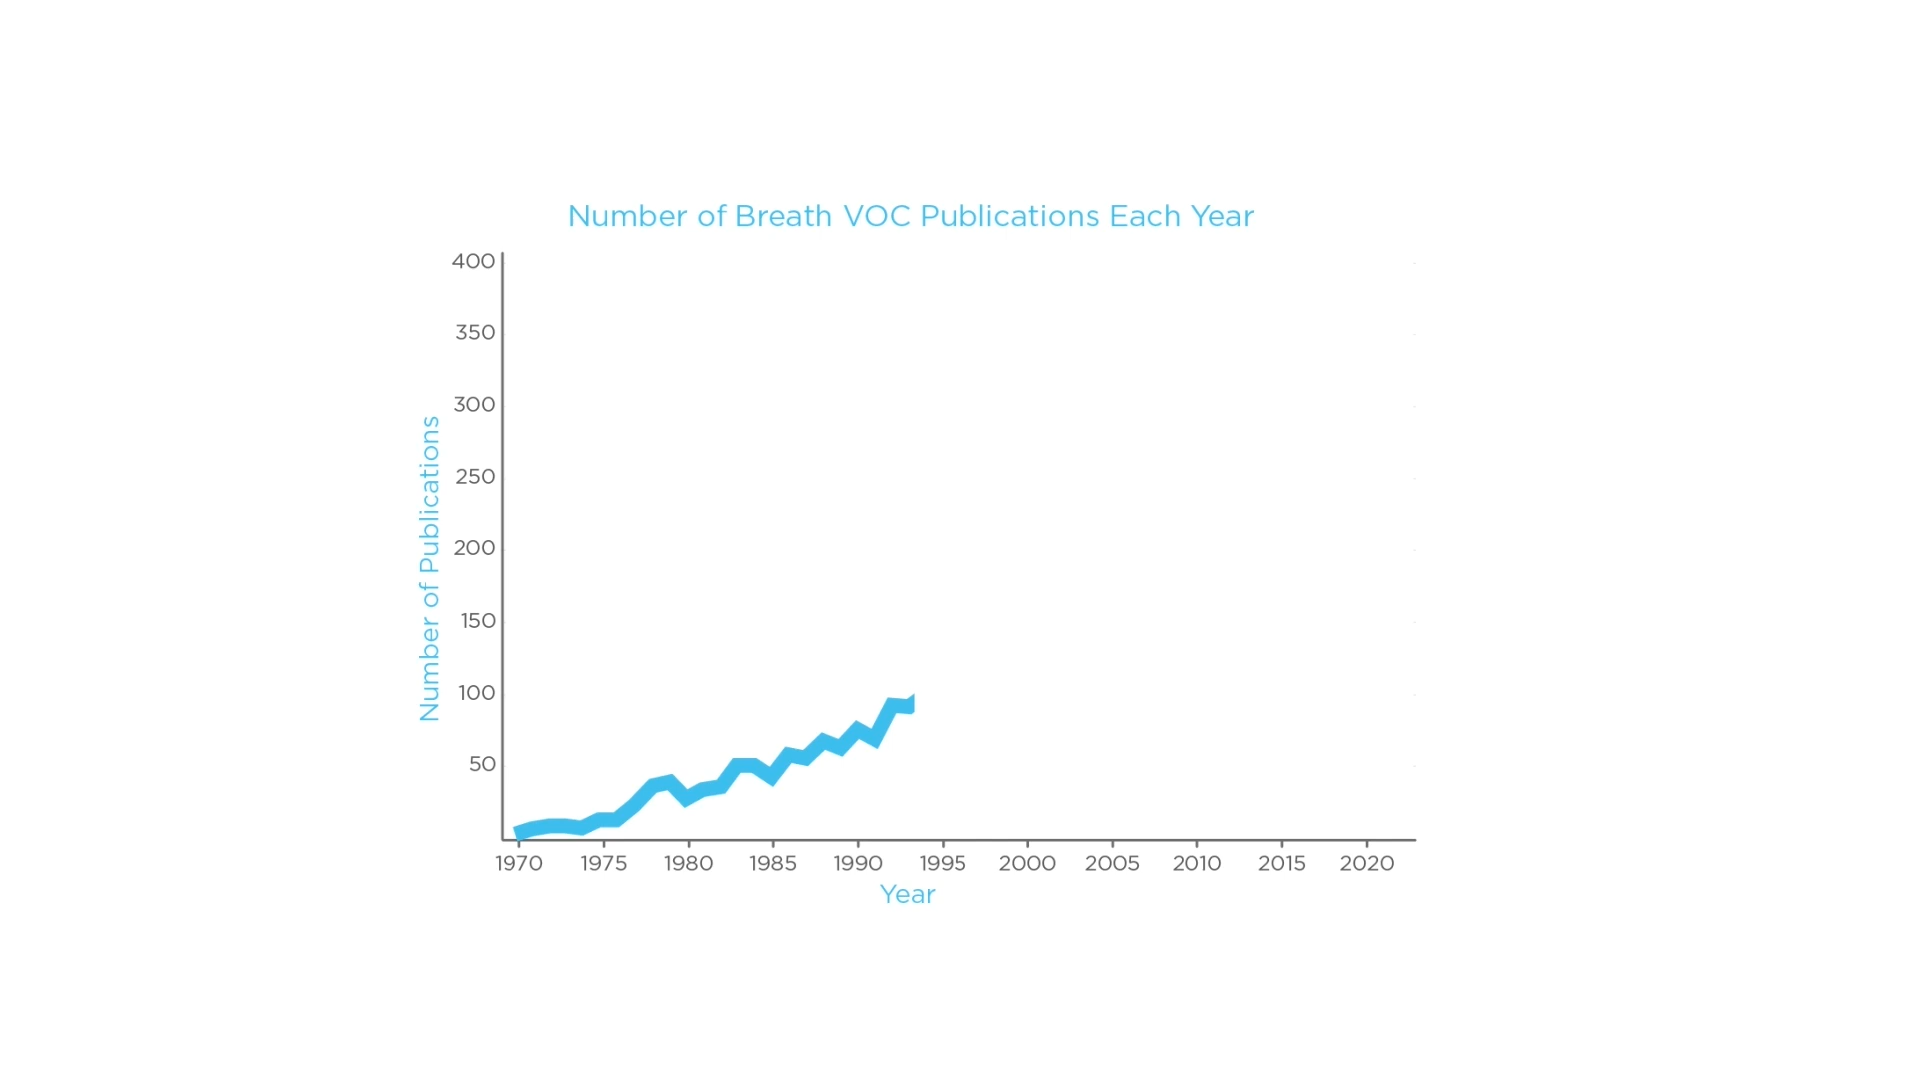 Number of Breath VOC Publications Each Year
400
350
300
250
200
150
100
50
Number of Publications
1970 1975 1980 1985 1990 1995 2000 2005 2010 2015 2020
Year